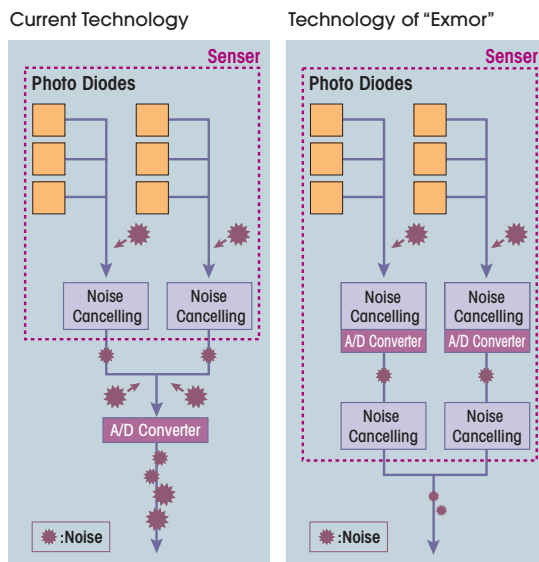 Current Technology
Senser
Photo Diodes
Noise
Cancelling
Noise
Cancelling
A/D Converter
:Noise
Technology of “Exmor”
Senser
Photo Diodes
Noise
Cancelling
A/D Converter
Noise
Cancelling
A/D Converter
Noise
Cancelling
Noise
Cancelling
:Noise